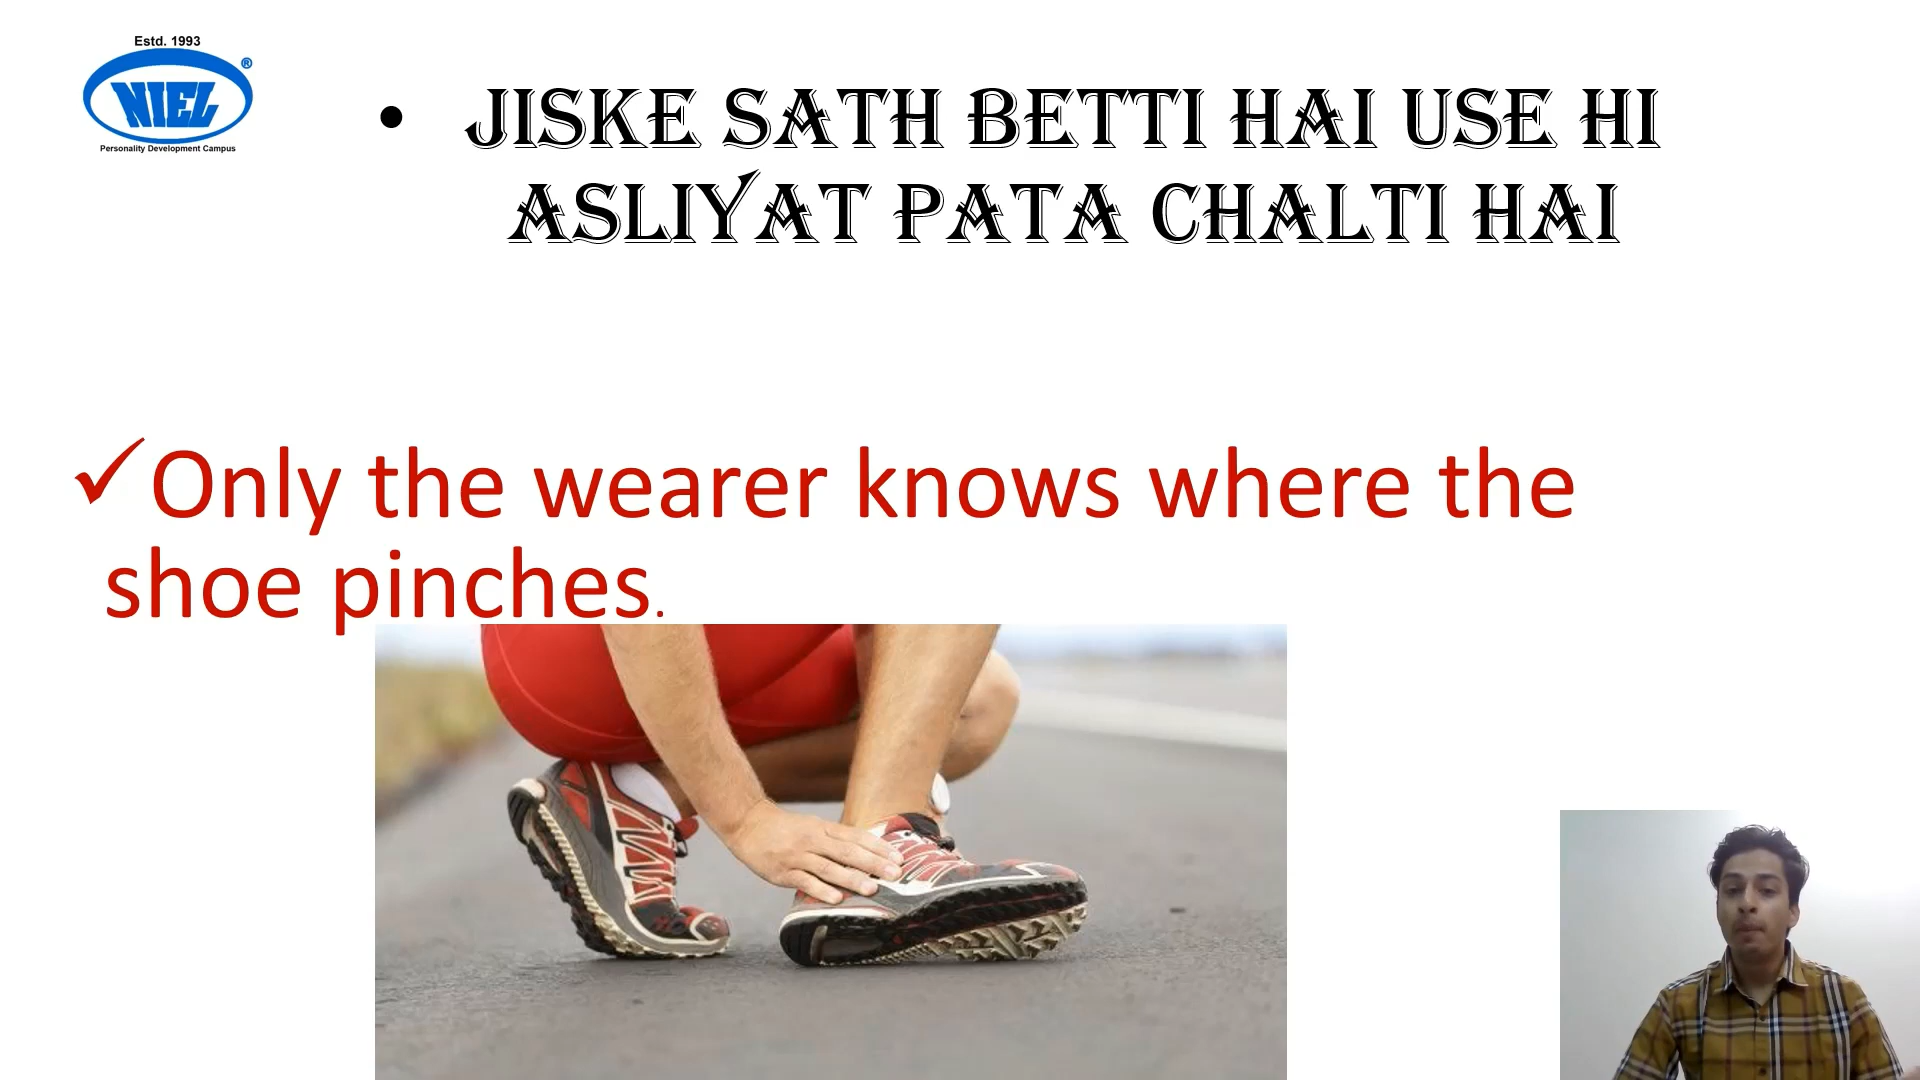 Estd. 1993
NIEL®
Personality Development Campus
• JISKE SATH BETTI HAI USE HI
ASLIYAT PATA CHALTI HAI
✓Only the wearer knows where the
shoe pinches.